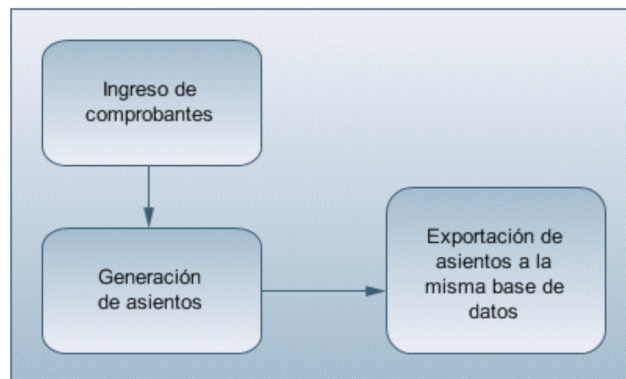 Ingreso de
comprobantes
Generación
de asientos
Exportación de
asientos a la
misma base de
datos